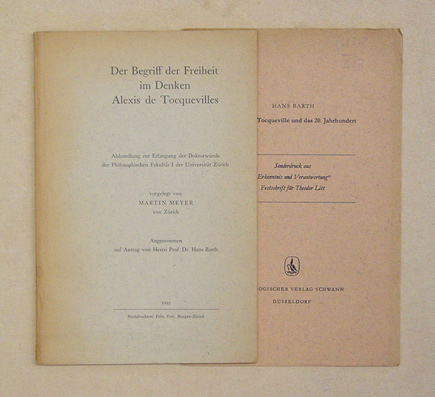 Der Begriff der Freiheit
im Denken
Alexis de Tocquevilles
Abhandlung zur Erlangung der Doktorwürde
der Philosophischen Fakultät I der Universität Zürich
vorgelegt von
MARTIN MEYER
von Zürich
Angenommen
auf Antrag von Herrn Prof. Dr. Hans Barth
HANS BARTH
Tocqueville und das 20. Jahrhundert
Sonderdruck aus
Erkenntnis und Verantwortung"
Festschrift für Theodor Litt
OGISCHER VERLAG SCHWANN
DÜSSELDORF